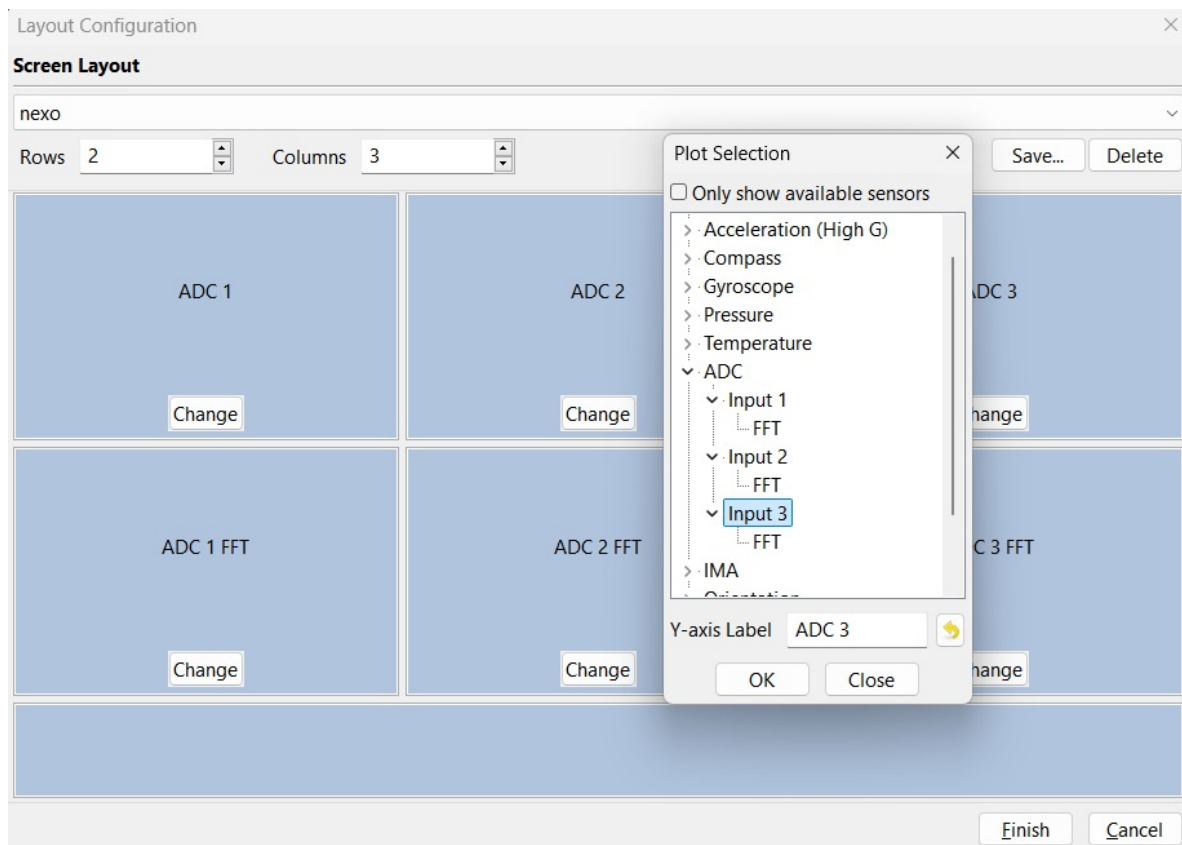 Layout Configuration
Screen Layout
nexo
Rows 2 Columns 3
Save... Delete
ADC 1
Change
ADC 2
Change
DC 3
hange
ADC 1 FFT
Change
ADC 2 FFT
Change
C 3 FFT
hange
Plot Selection
Only show available sensors
Acceleration (High G)
Compass
Gyroscope
Pressure
Temperature
ADC
Input 1
FFT
Input 2
FFT
Input 3
FFT
IMA
Y-axis Label ADC 3
OK Close
Finish Cancel